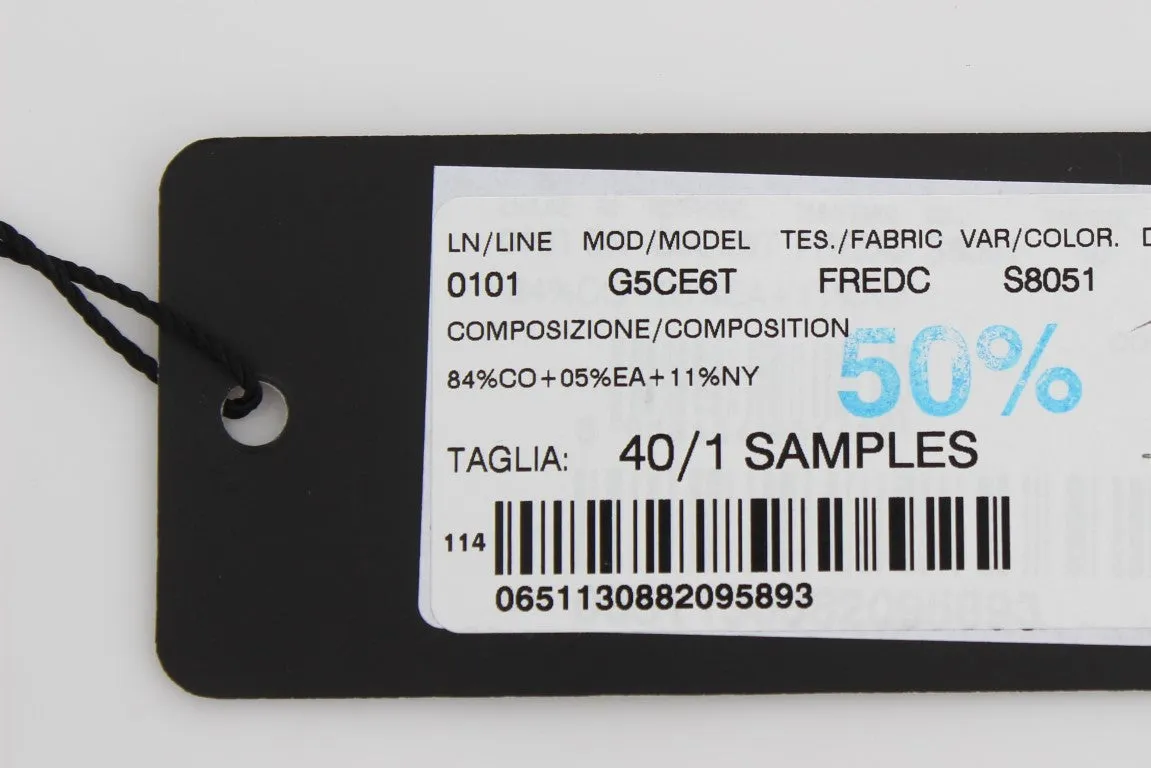 LN/LINE MOD/MODEL TES./FABRIC VAR/COLOR.
0101 G5CE6T FREDC S8051
COMPOSIZIONE/COMPOSITION
50%
84%CO+05%EA+11%NY
TAGLIA: 40/1 SAMPLES
114
0651130882095893